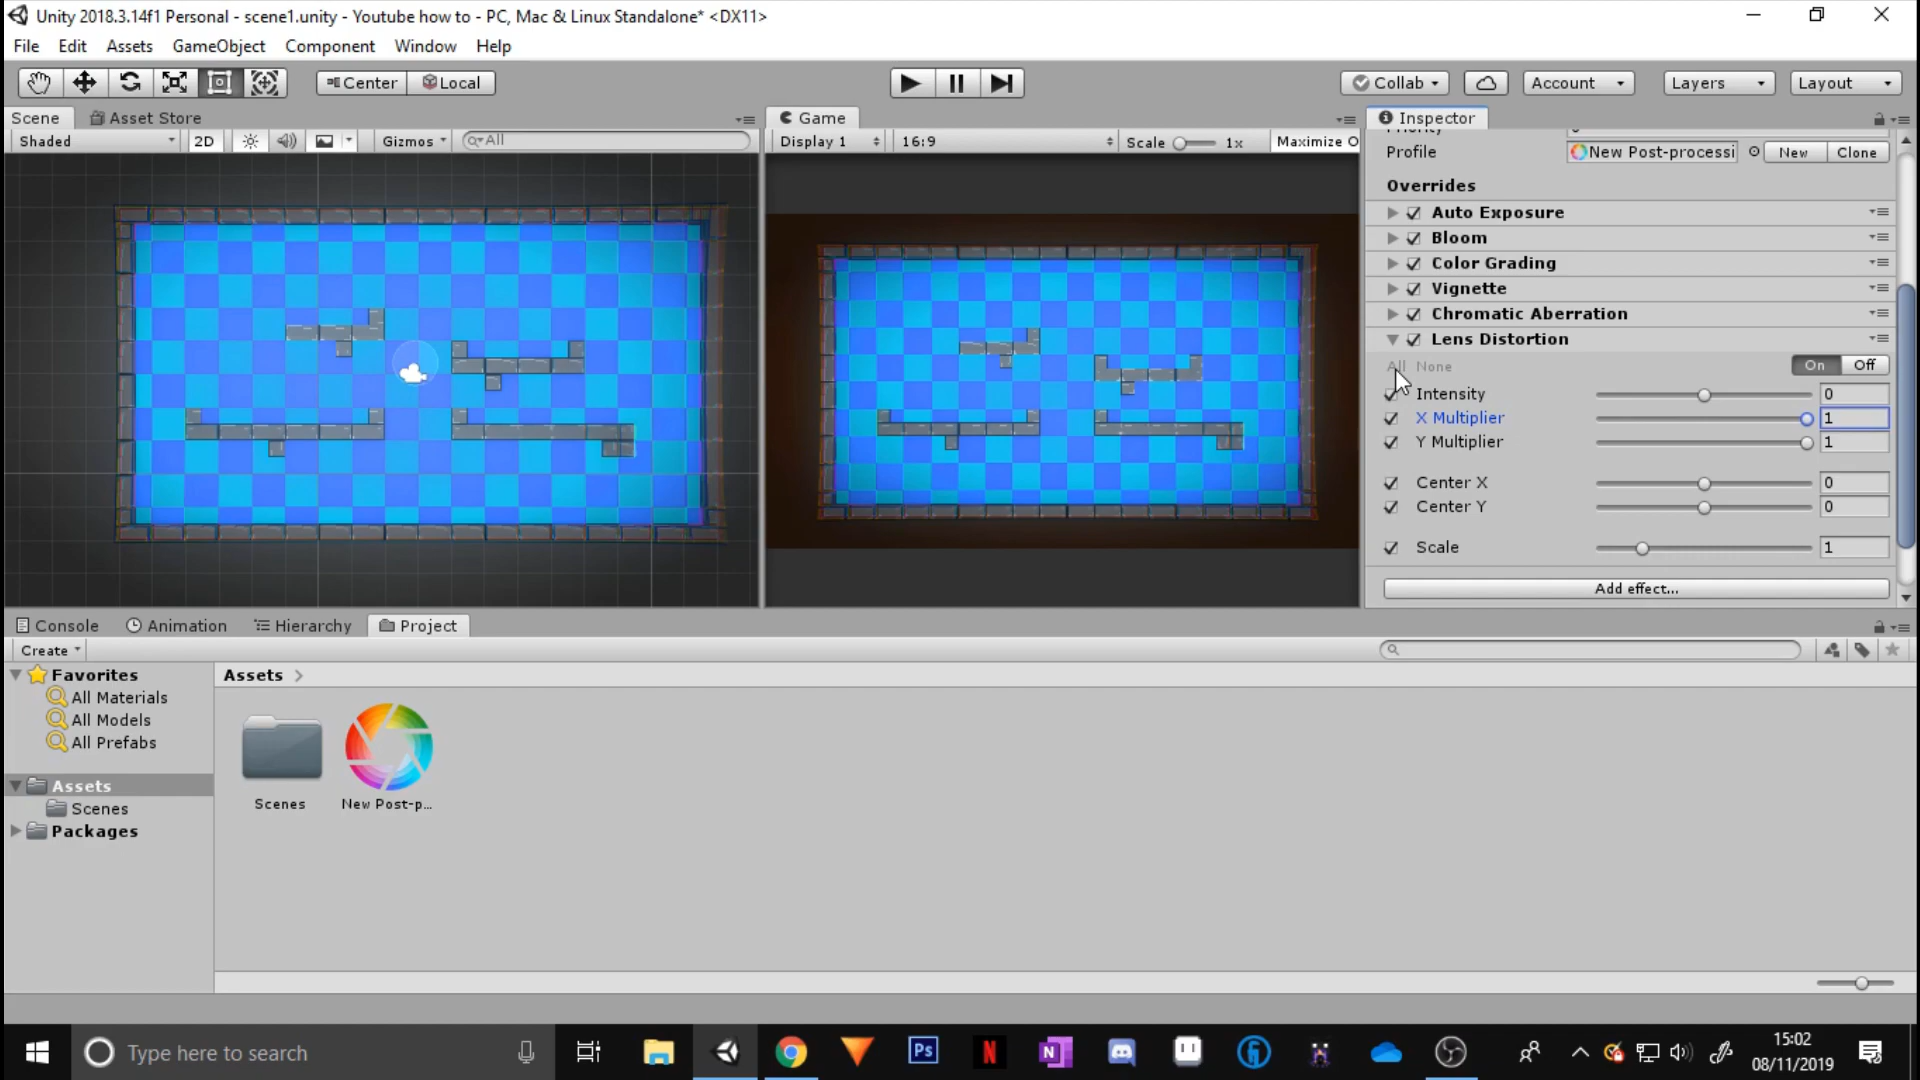 Unity 2018.3.14f1 Personal - scene1.unity - Youtube how to - PC, Mac & Linux Standalone* <DX11>
File Edit Assets GameObject Component Window Help
Center Local Collab Account Layers Layout
Scene Asset Store Game Inspector
Shaded 2D Gizmos All Display 1 16:9 Scale 1x Maximize O
Profile New Post-processi New Clone
Overrides
Auto Exposure
Bloom
Color Grading
Vignette
Chromatic Aberration
Lens Distortion
All None On Off
Intensity 0
X Multiplier 1
Y Multiplier 1
Center X 0
Center Y 0
Scale 1
Add effect...
Console Animation Hierarchy Project
Create
Favorites
All Materials
All Models
All Prefabs
Assets
Scenes
Packages
Assets
Scenes New Post-p...
Type here to search
Ps
N
N
15:02
08/11/2019